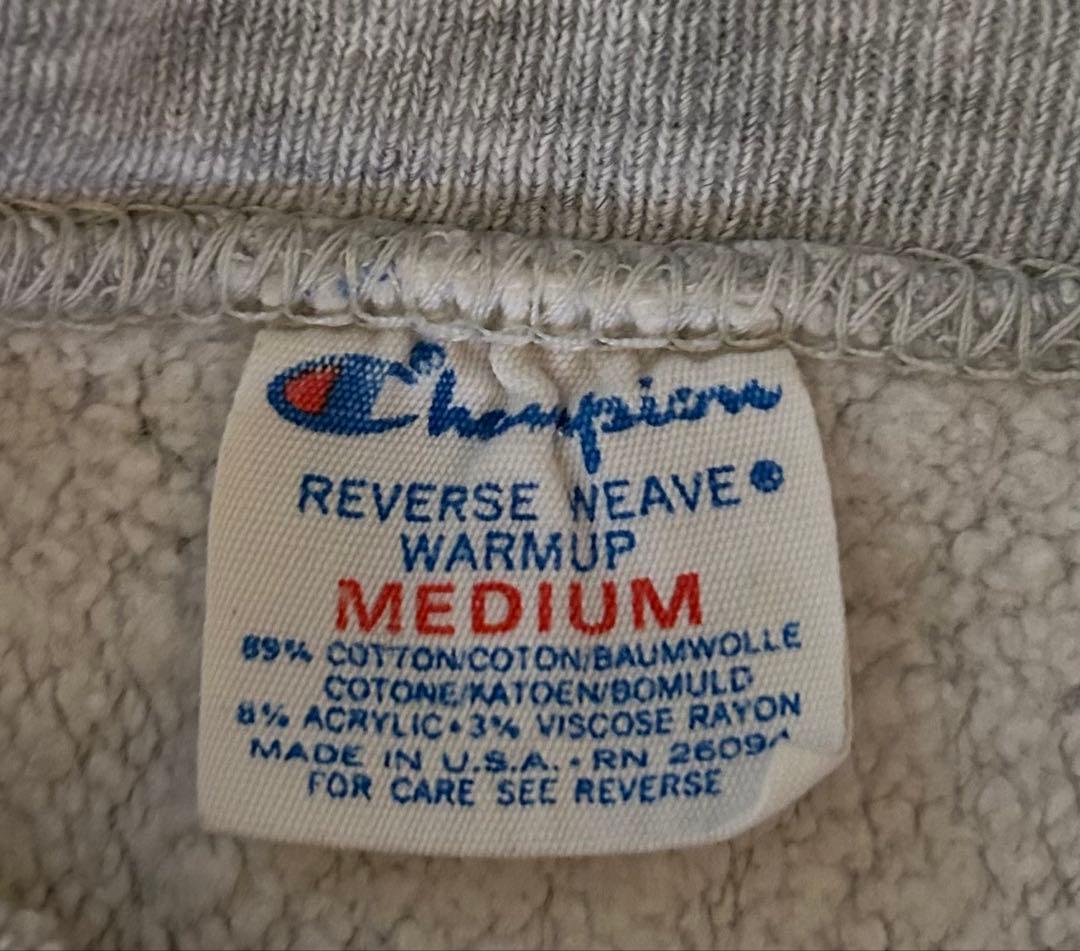 Champion
REVERSE WEAVE®
WARMUP
MEDIUM
89% COTTON/COTON/BAUMWOLLE
COTONE/KATOEN/BOMULD
8% ACRYLIC•3% VISCOSE RAYON
MADE IN U.S.A. - RN 26094
FOR CARE SEE REVERSE